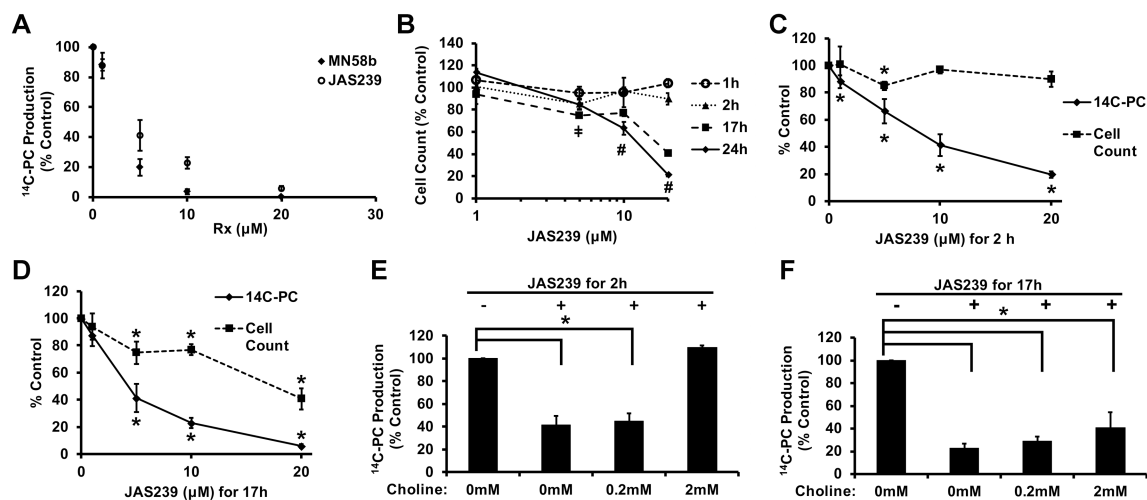 A
¹⁴C-PC Production
(% Control)
100
80
60
40
20
0
0
10
20
30
Rx (µM)
MN58b
JAS239
B
Cell Count (% Control)
140
120
100
80
60
40
20
0
1
10
JAS239 (µM)
1h
2h
17h
24h
‡
#
#
C
% Control
120
100
80
60
40
20
0
0
10
20
JAS239 (µM) for 2 h
14C-PC
Cell
Count
*
*
*
*
*
D
% Control
120
100
80
60
40
20
0
0
10
20
JAS239 (µM) for 17h
14C-PC
Cell
Count
*
*
*
*
*
*
E
JAS239 for 2h
- + + +
*
¹⁴C-PC Production
(% Control)
120
100
80
60
40
20
0
Choline: 0mM 0mM 0.2mM 2mM
F
JAS239 for 17h
- + + +
*
¹⁴C-PC Production
(% Control)
120
100
80
60
40
20
0
Choline: 0mM 0mM 0.2mM 2mM